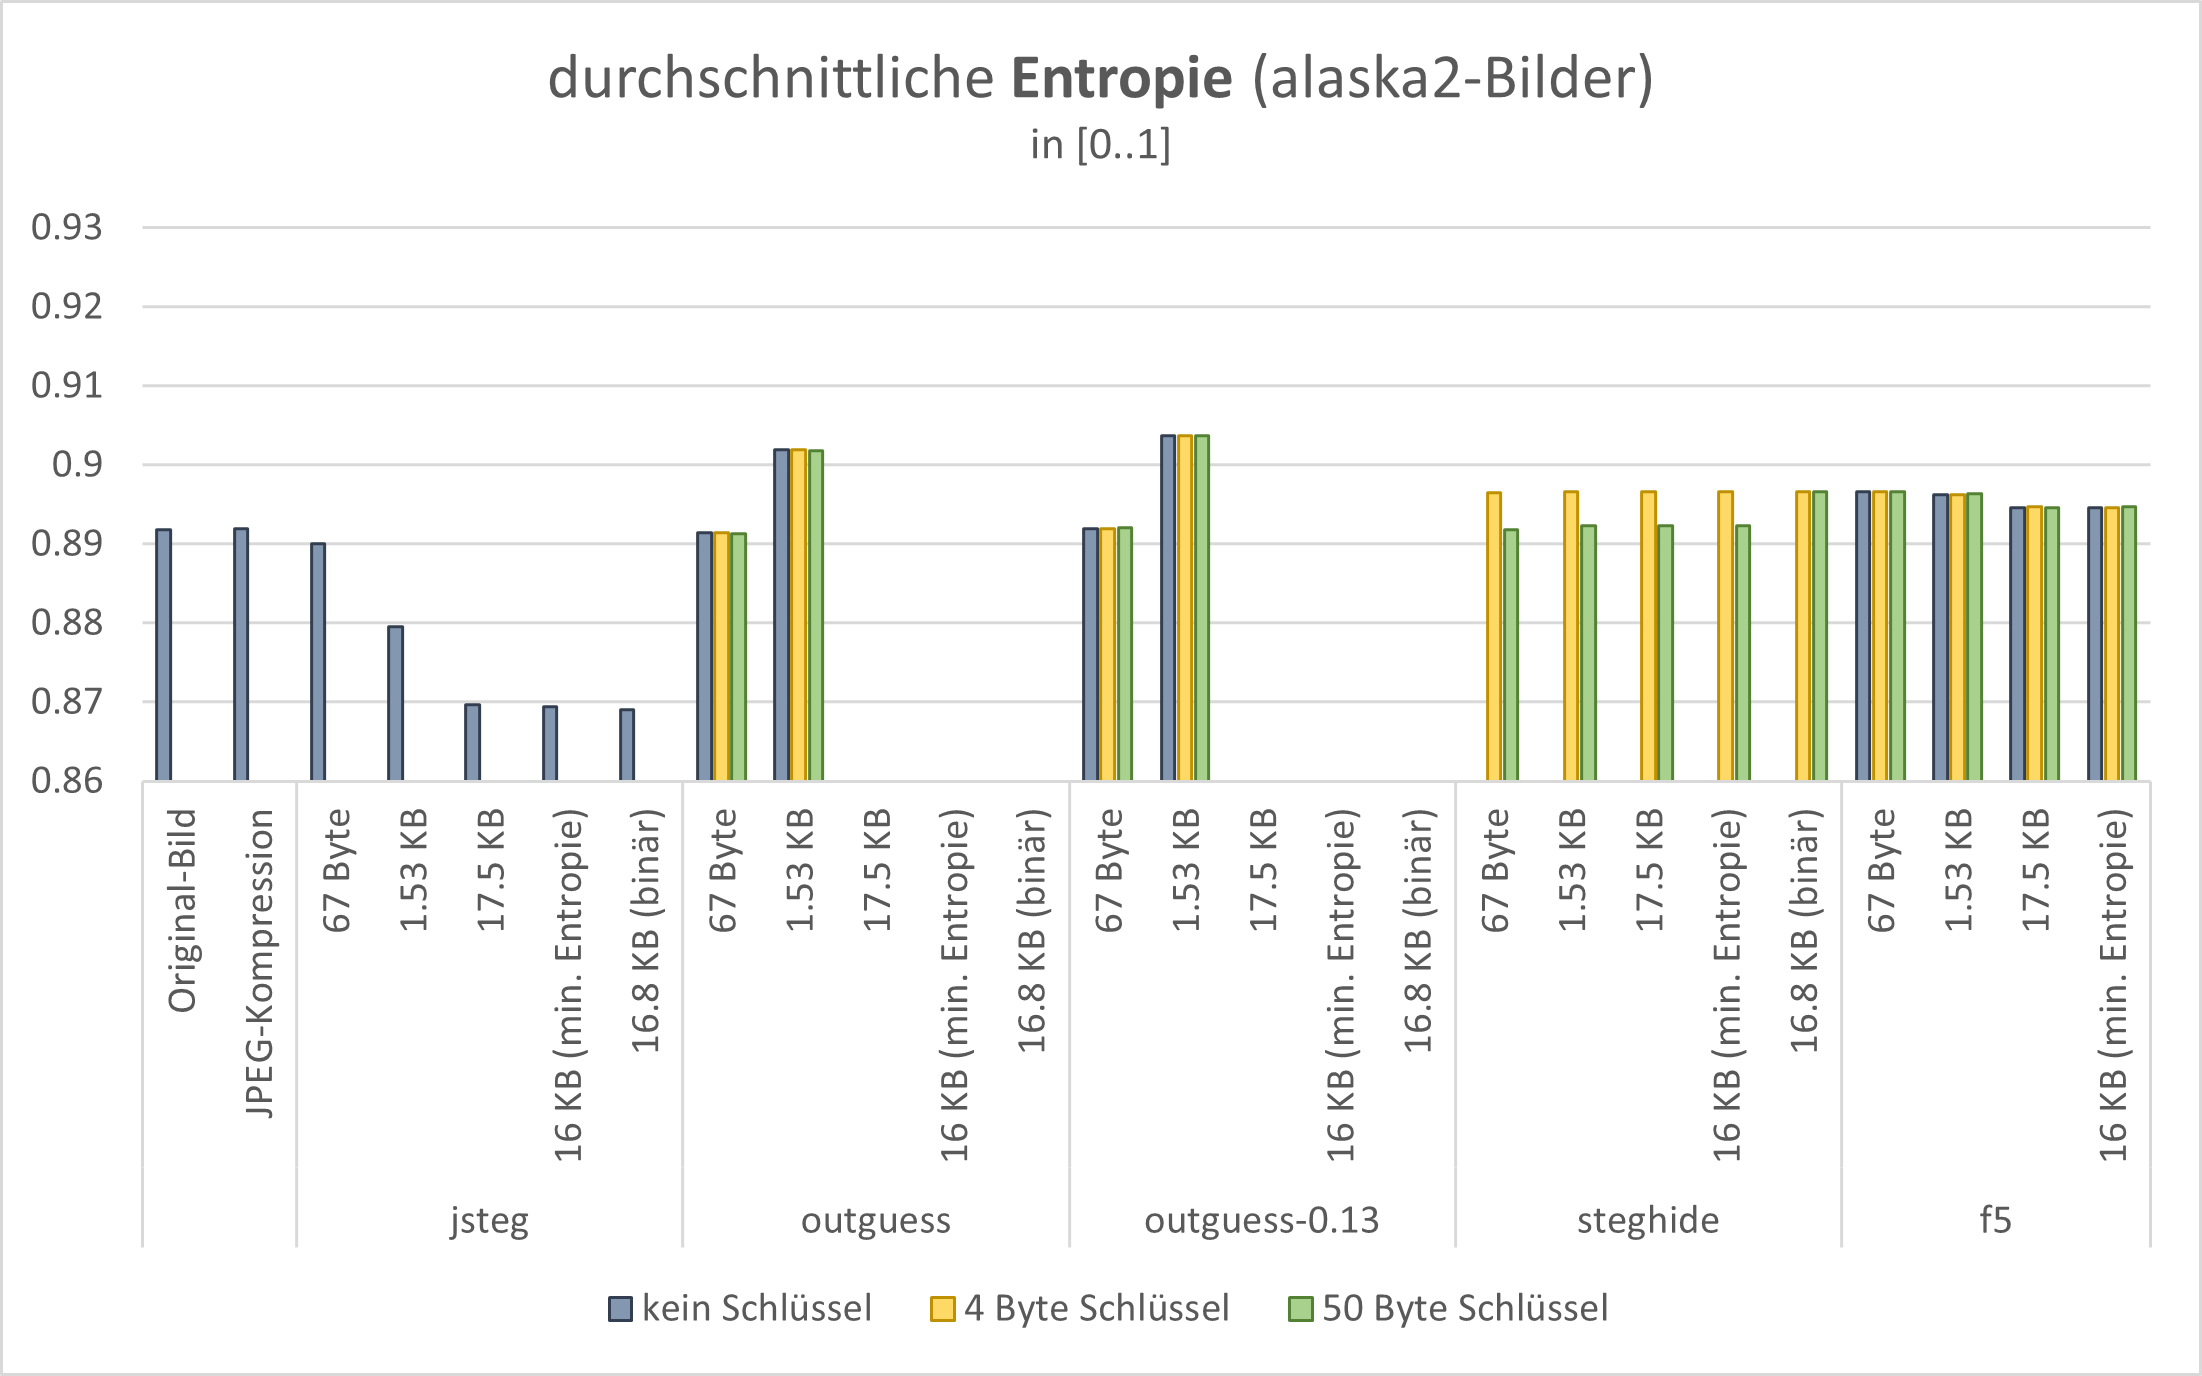 durchschnittliche Entropie (alaska2-Bilder)
in [0..1]
0.93
0.92
0.91
0.9
0.89
0.88
0.87
0.86
Original-Bild
JPEG-Kompression
67 Byte
1.53 KB
17.5 KB
16 KB (min. Entropie)
16.8 KB (binär)
67 Byte
1.53 KB
17.5 KB
16 KB (min. Entropie)
16.8 KB (binär)
67 Byte
1.53 KB
17.5 KB
16 KB (min. Entropie)
16.8 KB (binär)
67 Byte
1.53 KB
17.5 KB
16 KB (min. Entropie)
16.8 KB (binär)
67 Byte
1.53 KB
17.5 KB
16 KB (min. Entropie)
jsteg
outguess
outguess-0.13
steghide
f5
kein Schlüssel
4 Byte Schlüssel
50 Byte Schlüssel